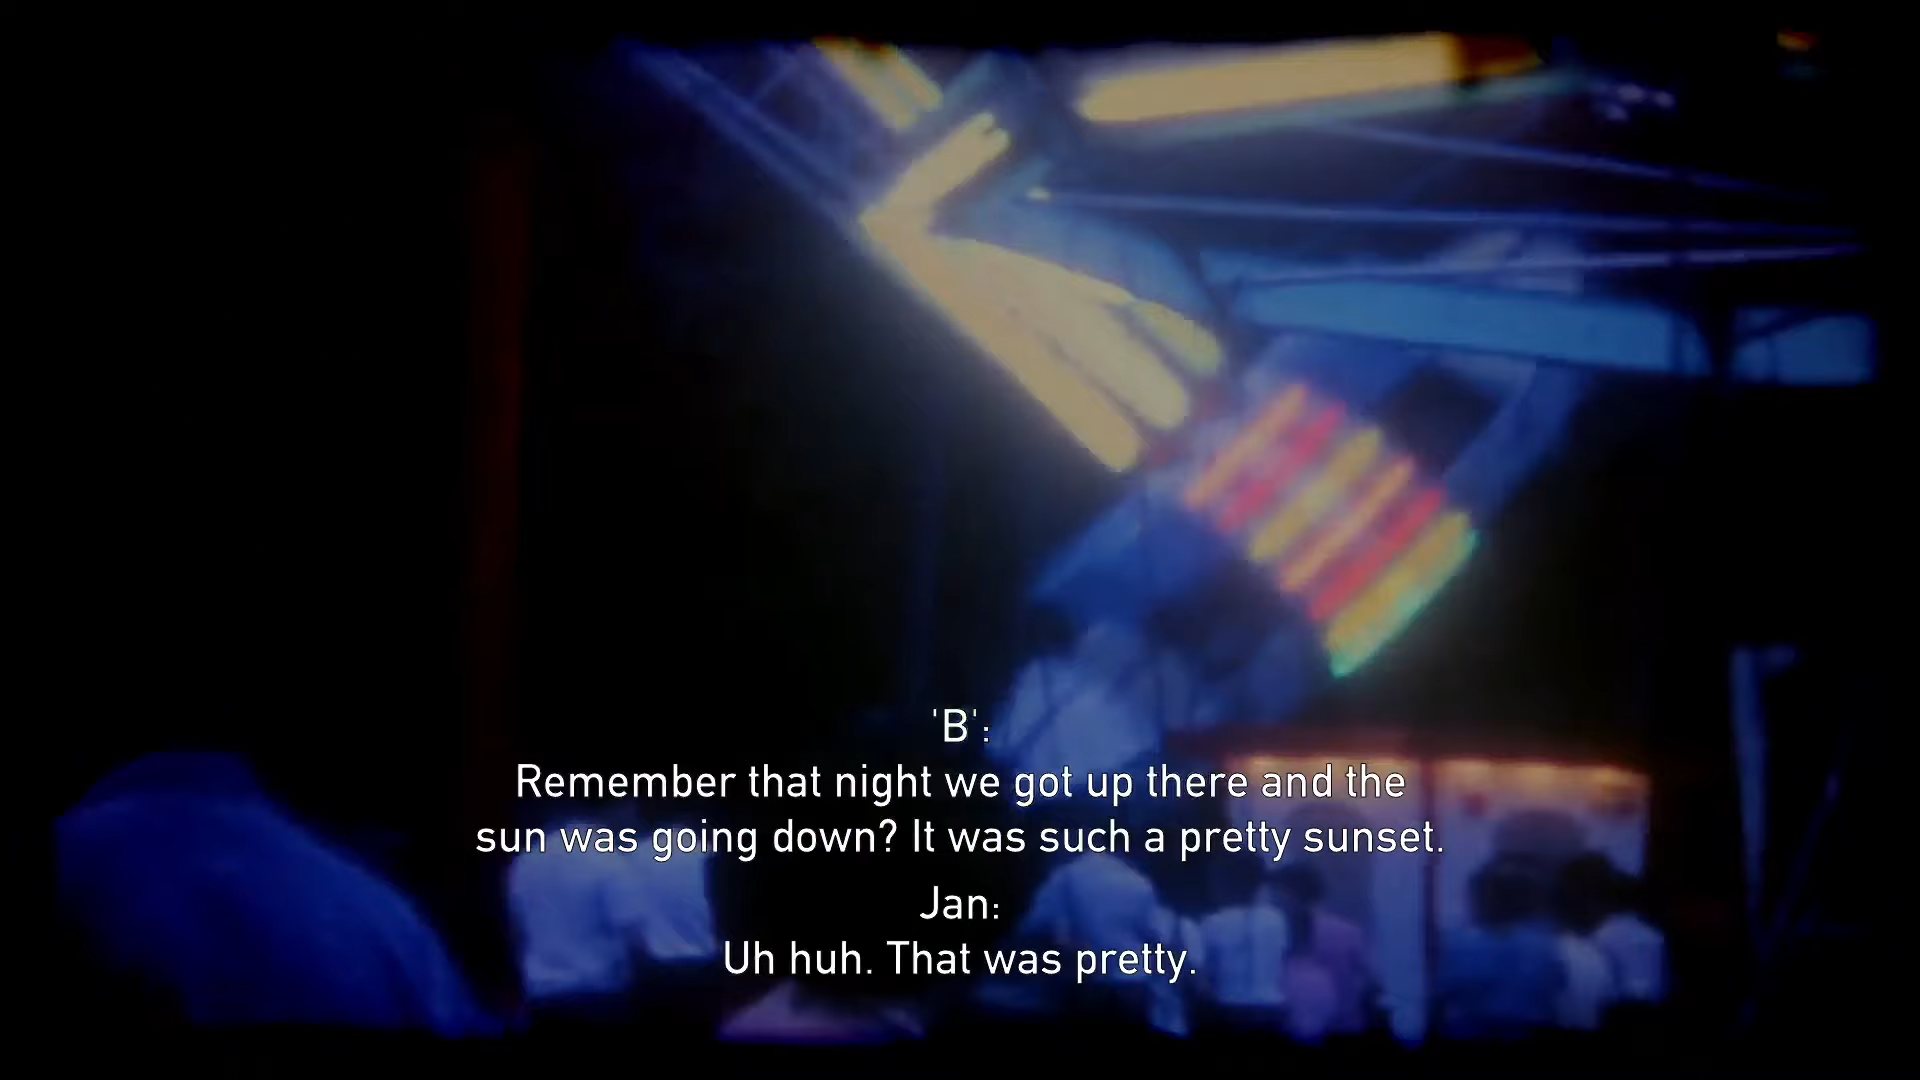 'B':
Remember that night we got up there and the
sun was going down? It was such a pretty sunset.
Jan:
Uh huh. That was pretty.